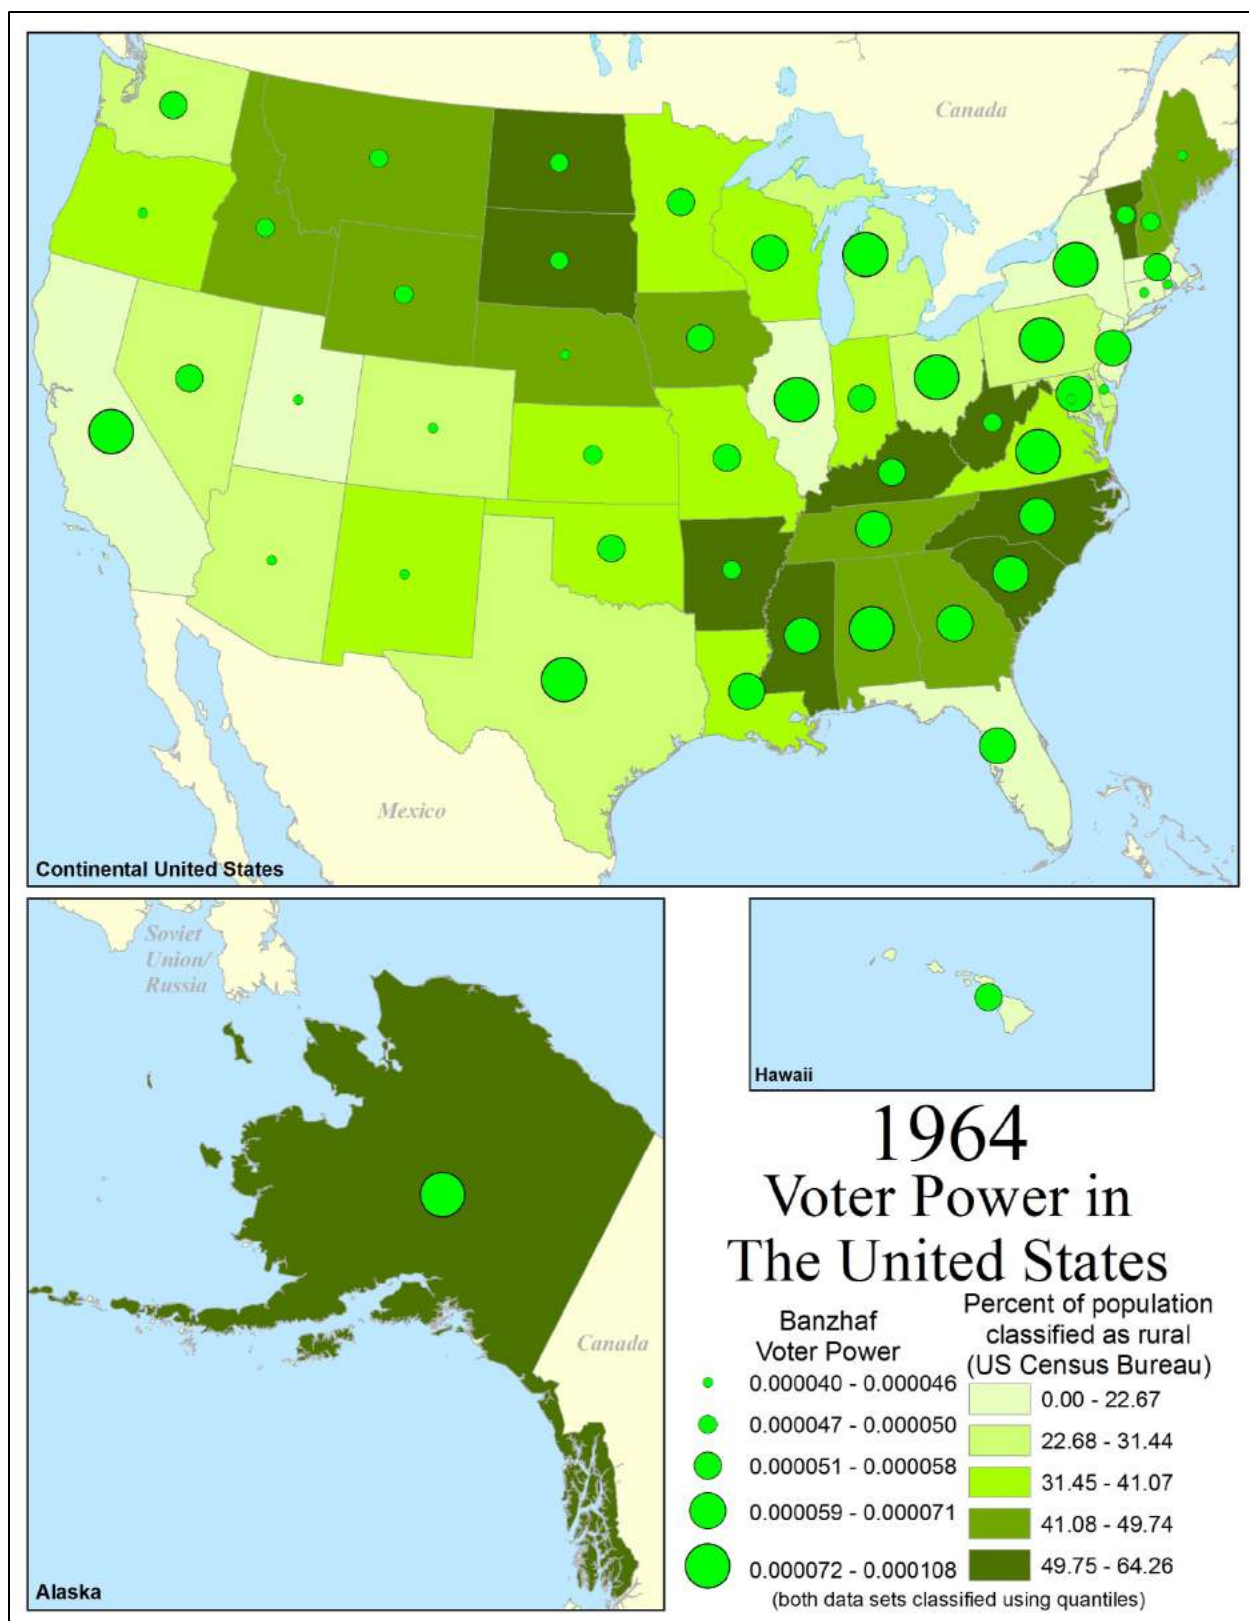 Canada
Mexico
Continental United States
Soviet
Union/
Russia
Canada
Alaska
Hawaii
1964
Voter Power in
The United States
Banzhaf
Voter Power
0.000040 - 0.000046
0.000047 - 0.000050
0.000051 - 0.000058
0.000059 - 0.000071
0.000072 - 0.000108
Percent of population
classified as rural
(US Census Bureau)
0.00 - 22.67
22.68 - 31.44
31.45 - 41.07
41.08 - 49.74
49.75 - 64.26
(both data sets classified using quantiles)